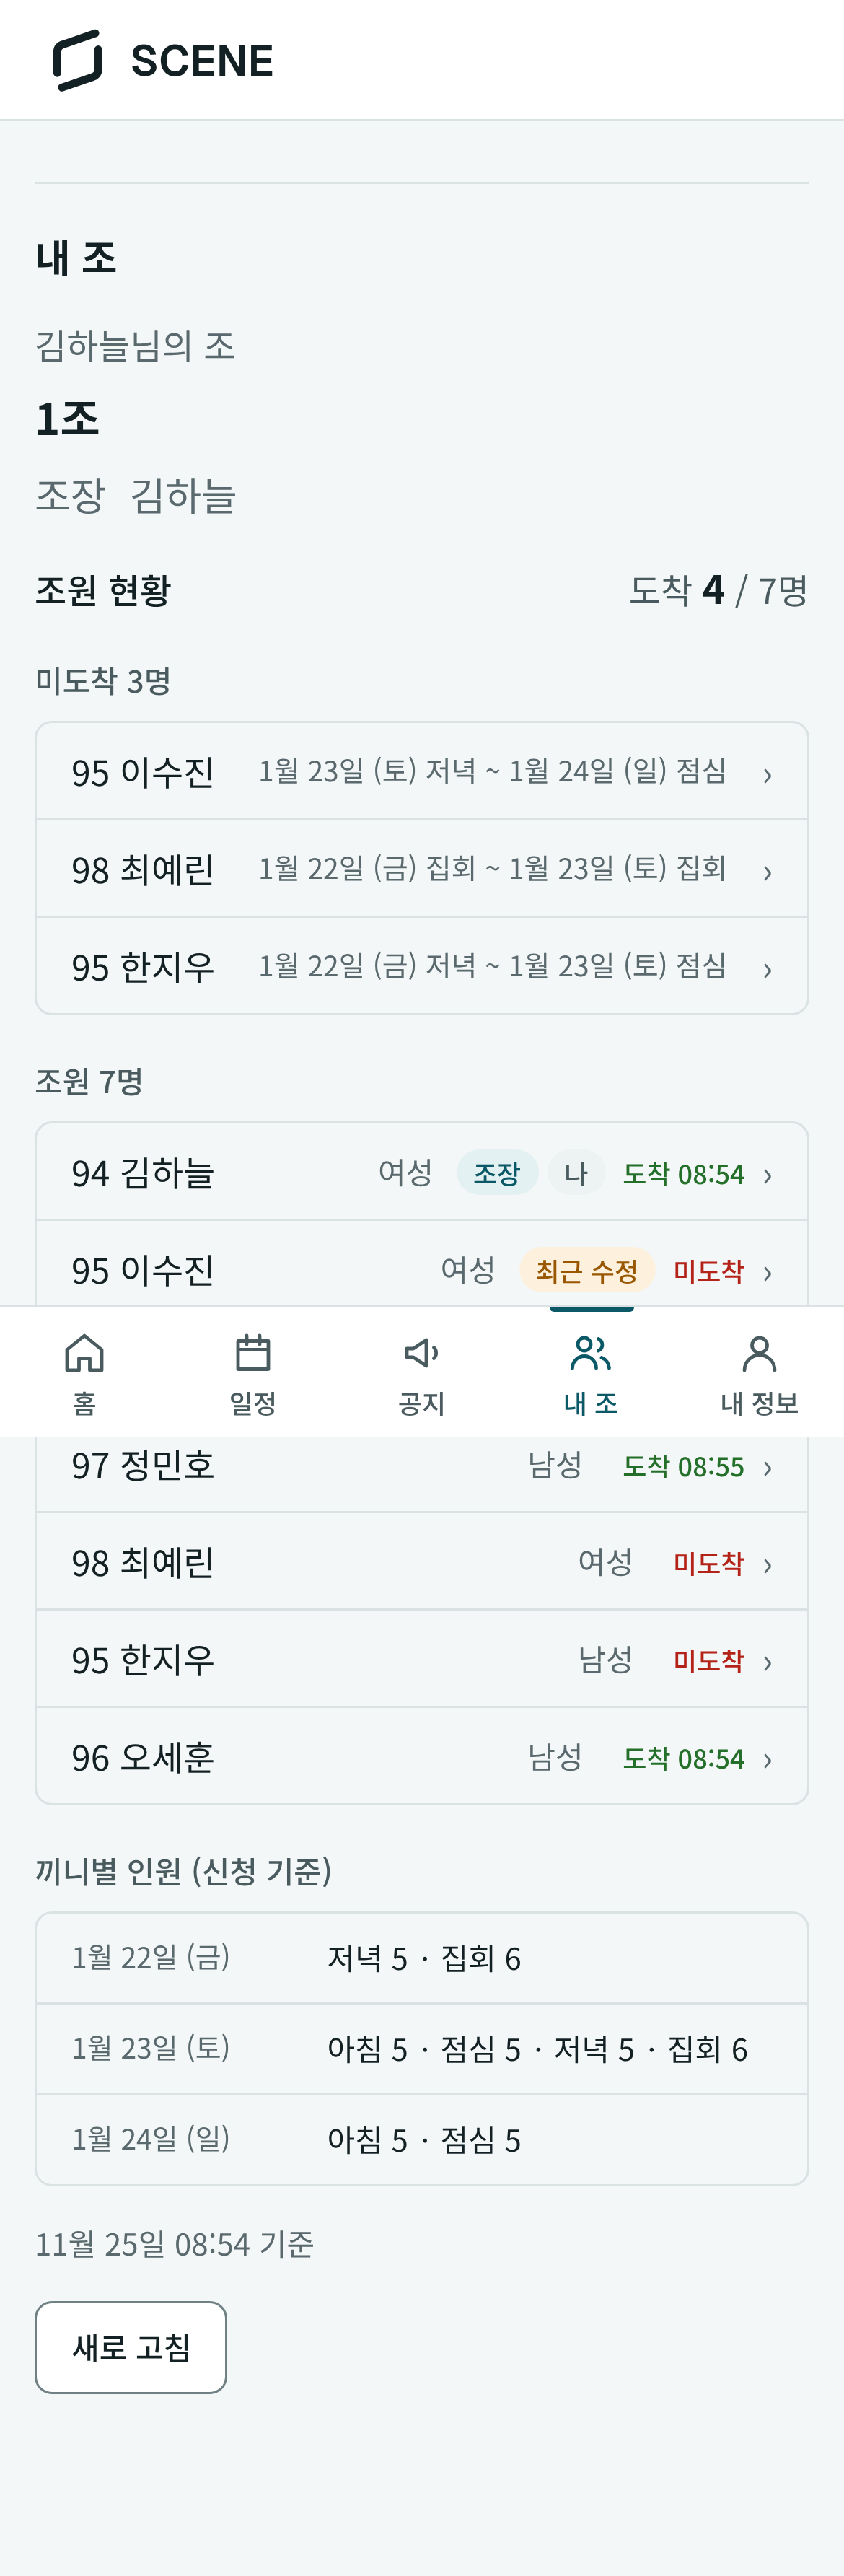 SCENE
내 조
김하늘님의 조
1조
조장 김하늘
조원 현황 도착 4 / 7명
미도착 3명
95 이수진 1월 23일 (토) 저녁 ~ 1월 24일 (일) 점심 ›
98 최예린 1월 22일 (금) 집회 ~ 1월 23일 (토) 집회 ›
95 한지우 1월 22일 (금) 저녁 ~ 1월 23일 (토) 점심 ›
조원 7명
94 김하늘 여성 조장 나 도착 08:54 ›
95 이수진 여성 최근 수정 미도착 ›
홈 일정 공지 내 조 내 정보
97 정민호 남성 도착 08:55 ›
98 최예린 여성 미도착 ›
95 한지우 남성 미도착 ›
96 오세훈 남성 도착 08:54 ›
끼니별 인원 (신청 기준)
1월 22일 (금) 저녁 5 · 집회 6
1월 23일 (토) 아침 5 · 점심 5 · 저녁 5 · 집회 6
1월 24일 (일) 아침 5 · 점심 5
11월 25일 08:54 기준
새로 고침